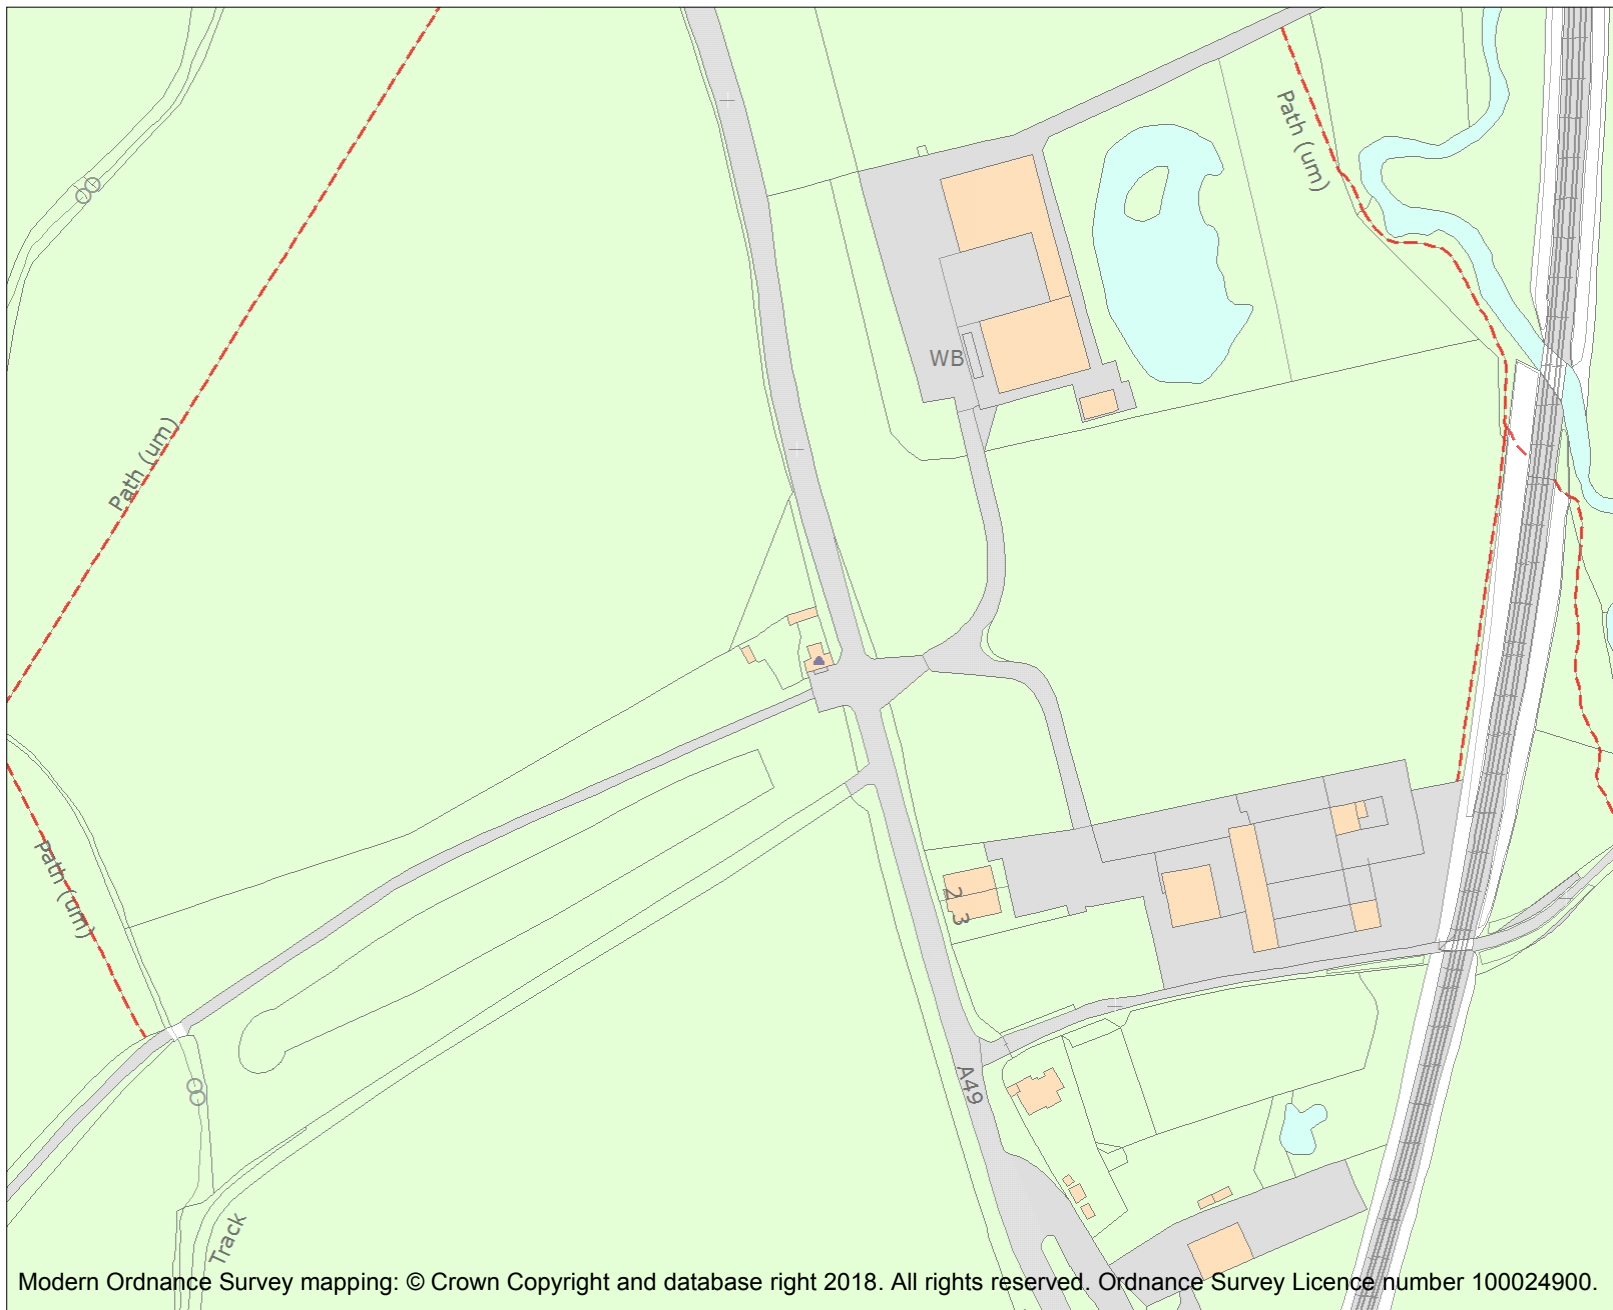 Path (um)
WB
Path (um)
Path (um)
2
3
A49
Track
Modern Ordnance Survey mapping: © Crown Copyright and database right 2018. All rights reserved. Ordnance Survey Licence number 100024900.